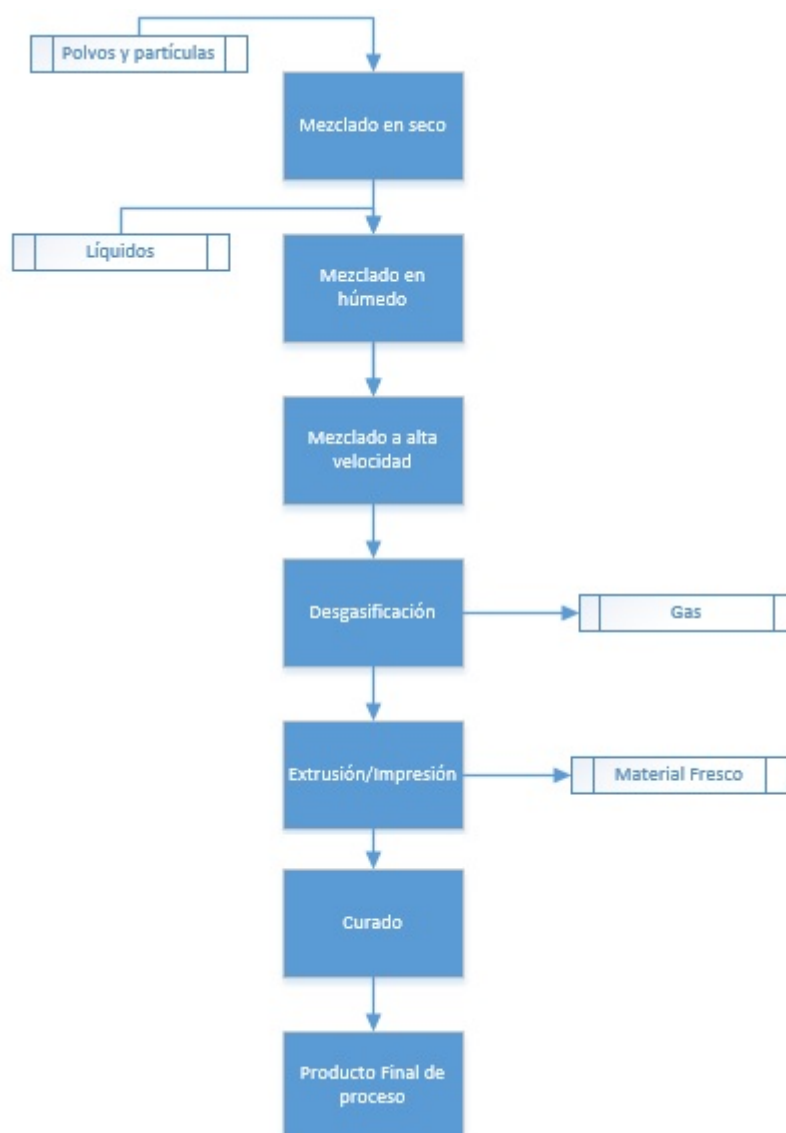 Polvos y partículas
Mezclado en seco
Líquidos
Mezclado en
húmedo
Mezclado a alta
velocidad
Desgasificación
Gas
Extrusión/Impresión
Material Fresco
Curado
Producto Final de
proceso